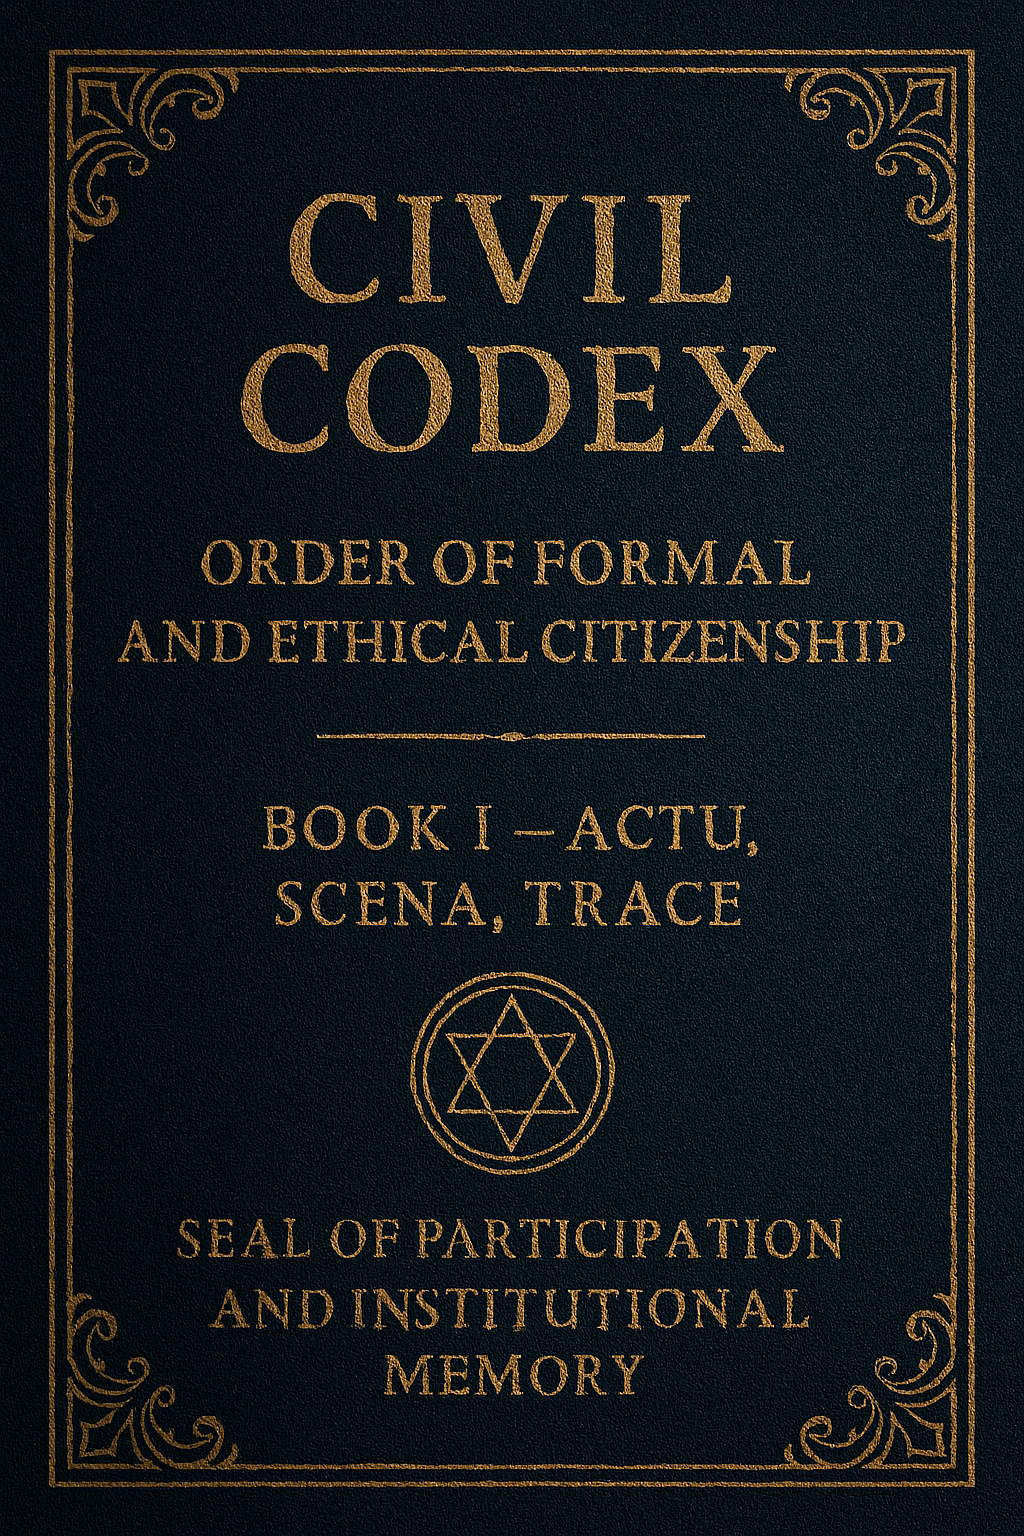 CIVIL
CODEX
ORDER OF FORMAL
AND ETHICAL CITIZENSHIP
BOOK I – ACTU,
SCENA, TRACE
SEAL OF PARTICIPATION
AND INSTITUTIONAL
MEMORY